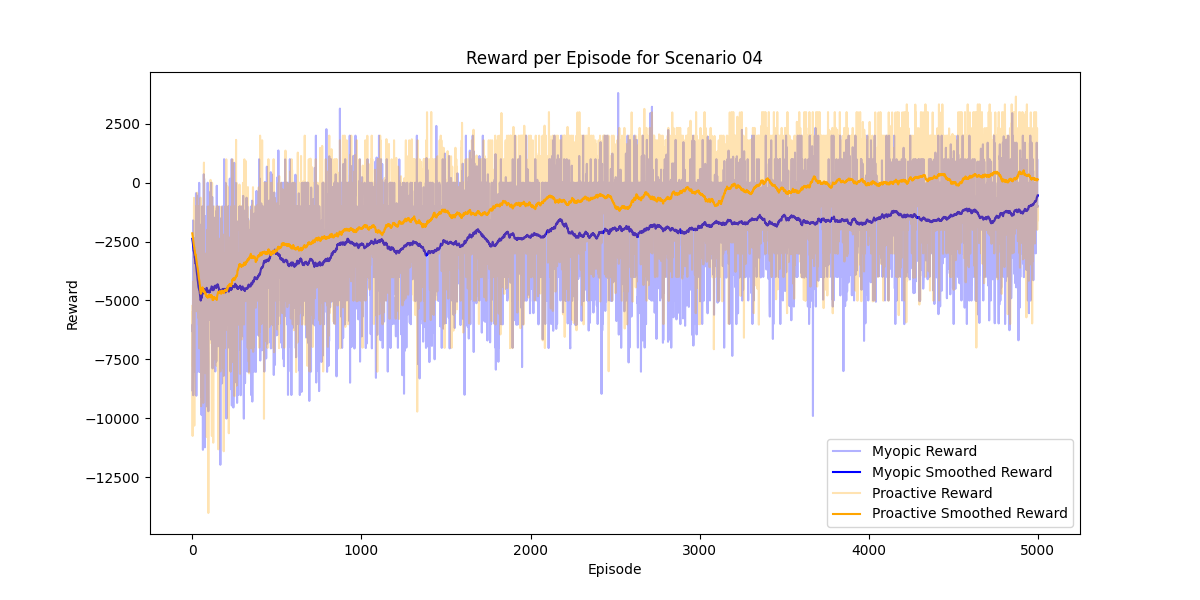 Reward per Episode for Scenario 04
2500
0
−2500
−5000
−7500
−10000
−12500
Reward
0
1000
2000
3000
4000
5000
Episode
Myopic Reward
Myopic Smoothed Reward
Proactive Reward
Proactive Smoothed Reward